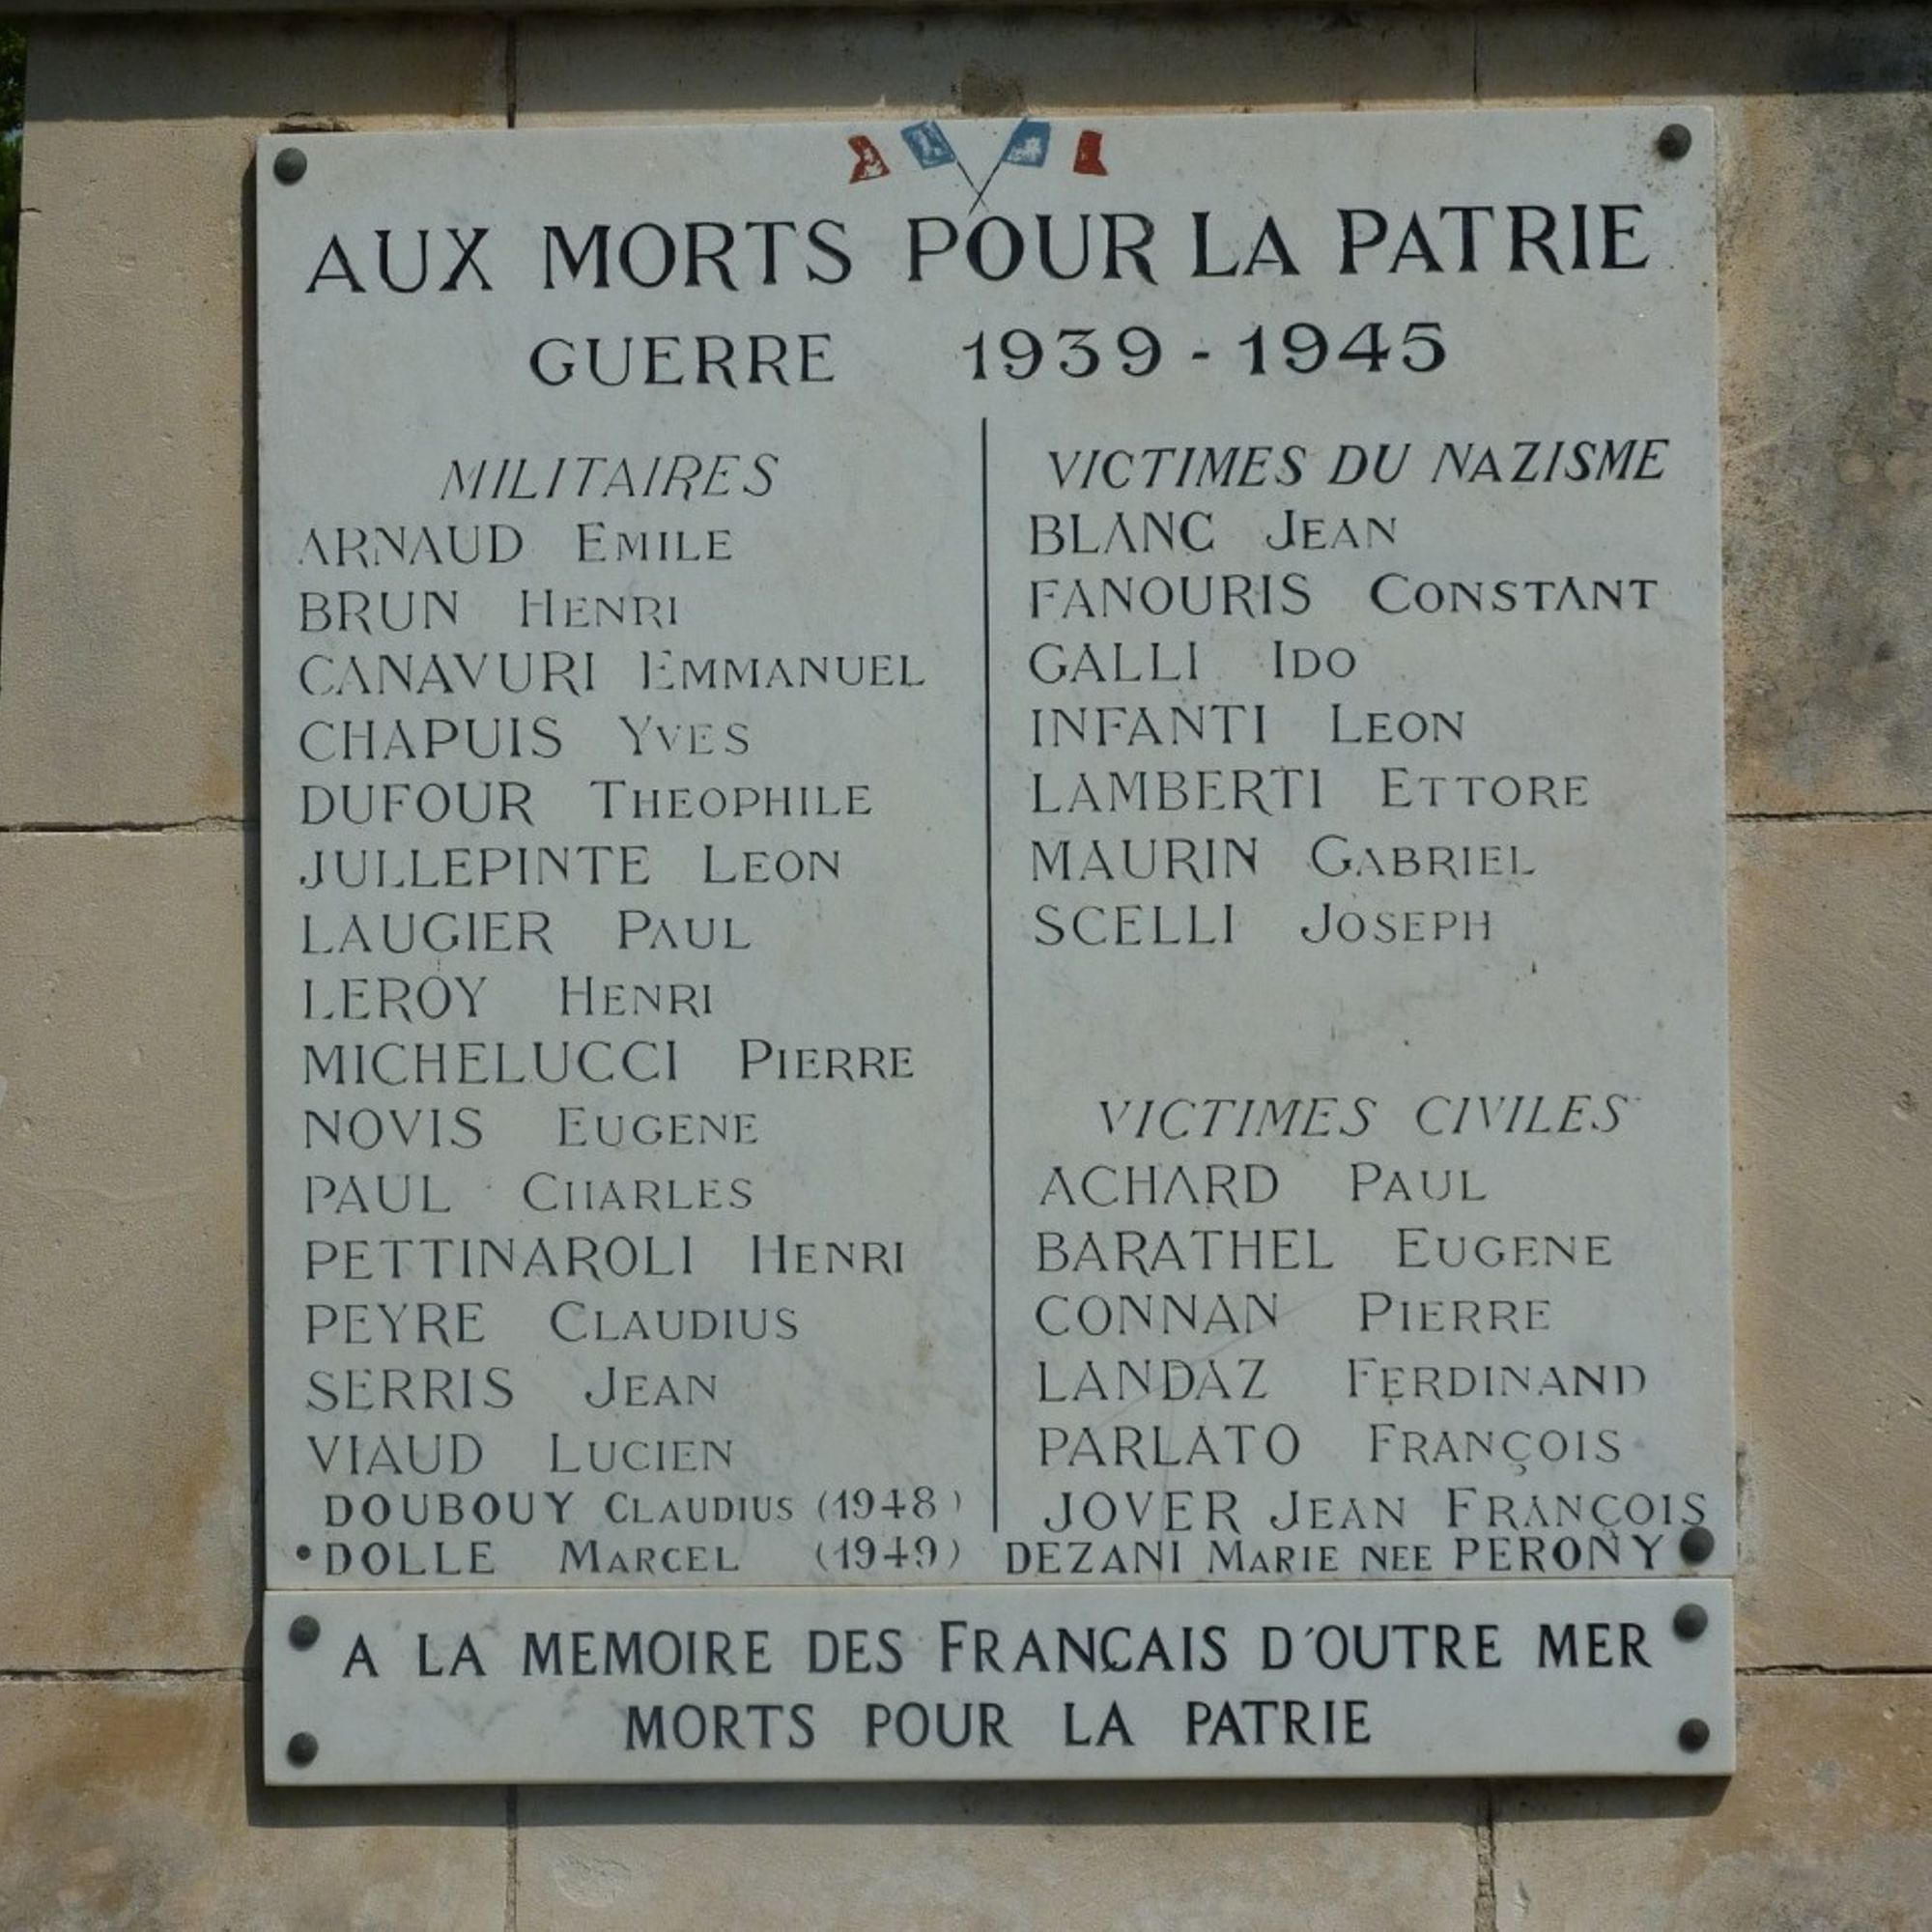 AUX MORTS POUR LA PATRIE
GUERRE 1939 - 1945
MILITAIRES
ARNAUD EMILE
BRUN HENRI
CANAVURI EMMANUEL
CHAPUIS YVES
DUFOUR THEOPHILE
JULLEPINTE LEON
LAUGIER PAUL
LEROY HENRI
MICHELUCCI PIERRE
NOVIS EUGENE
PAUL CHARLES
PETTINAROLI HENRI
PEYRE CLAUDIUS
SERRIS JEAN
VIAUD LUCIEN
DOUBOUY CLAUDIUS (1948)
DOLLE MARCEL (1949)
VICTIMES DU NAZISME
BLANC JEAN
FANOURIS CONSTANT
GALLI IDO
INFANTI LEON
LAMBERTI ETTORE
MAURIN GABRIEL
SCELLI JOSEPH
VICTIMES CIVILES
ACHARD PAUL
BARATHEL EUGENE
CONNAN PIERRE
LANDAZ FERDINAND
PARLATO FRANÇOIS
JOVER JEAN FRANÇOIS
DEZANI MARIE NEE PERONY
A LA MEMOIRE DES FRANÇAIS D'OUTRE MER
MORTS POUR LA PATRIE